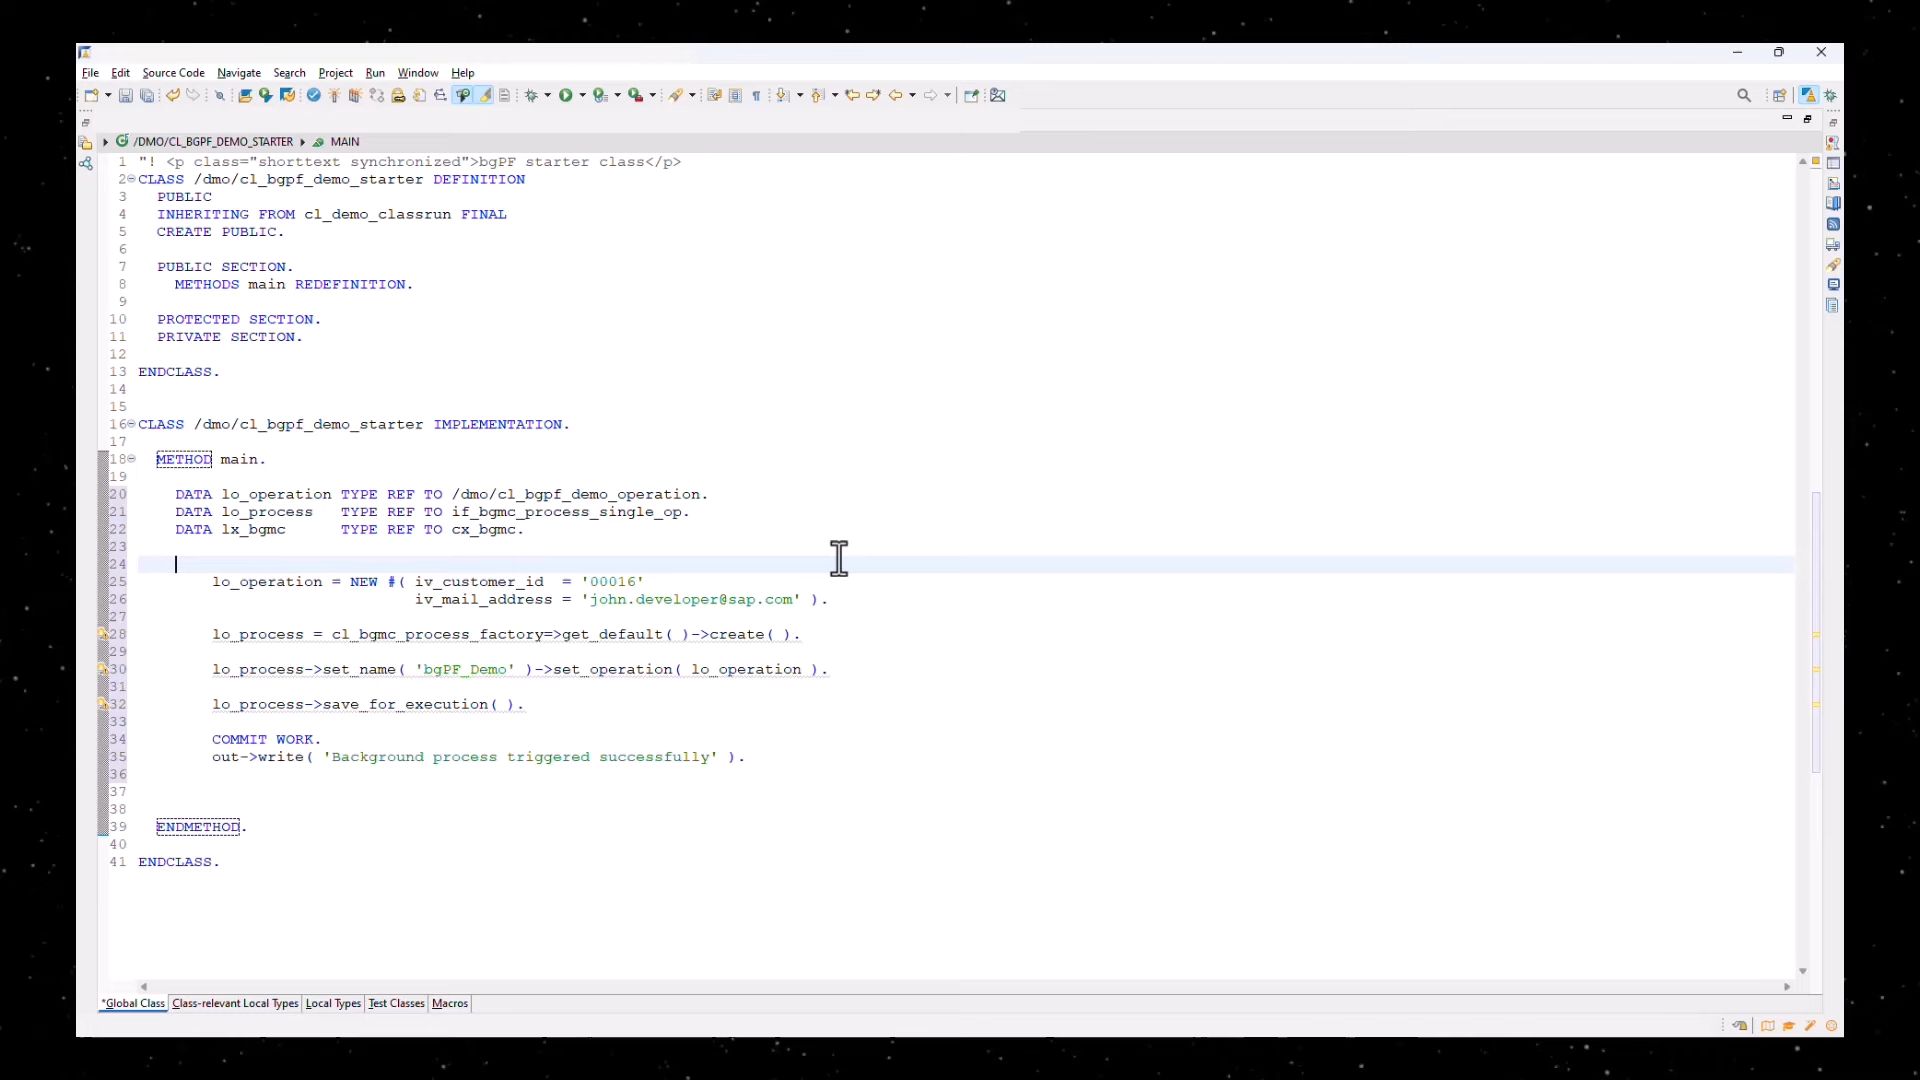 File Edit Source Code Navigate Search Project Run Window Help
/DMO/CL_BGPF_DEMO_STARTER MAIN
1 "! <p class="shorttext synchronized">bgPF starter class</p>
2 CLASS /dmo/cl_bgpf_demo_starter DEFINITION
3 PUBLIC
4 INHERITING FROM cl_demo_classrun FINAL
5 CREATE PUBLIC.
6
7 PUBLIC SECTION.
8 METHODS main REDEFINITION.
9
10 PROTECTED SECTION.
11 PRIVATE SECTION.
12
13 ENDCLASS.
14
15
16 CLASS /dmo/cl_bgpf_demo_starter IMPLEMENTATION.
17
18 METHOD main.
19
20 DATA lo_operation TYPE REF TO /dmo/cl_bgpf_demo_operation.
21 DATA lo_process TYPE REF TO if_bgmc_process_single_op.
22 DATA lx_bgmc TYPE REF TO cx_bgmc.
23
24
25 lo_operation = NEW #( iv_customer_id = '00016'
26 iv_mail_address = 'john.developer@sap.com' ).
27
28 lo_process = cl_bgmc_process_factory=>get_default( )->create( ).
29
30 lo_process->set_name( 'bgPF_Demo' )->set_operation( lo_operation ).
31
32 lo_process->save_for_execution( ).
33
34 COMMIT WORK.
35 out->write( 'Background process triggered successfully' ).
36
37
38
39 ENDMETHOD.
40
41 ENDCLASS.
*Global Class Class-relevant Local Types Local Types Test Classes Macros